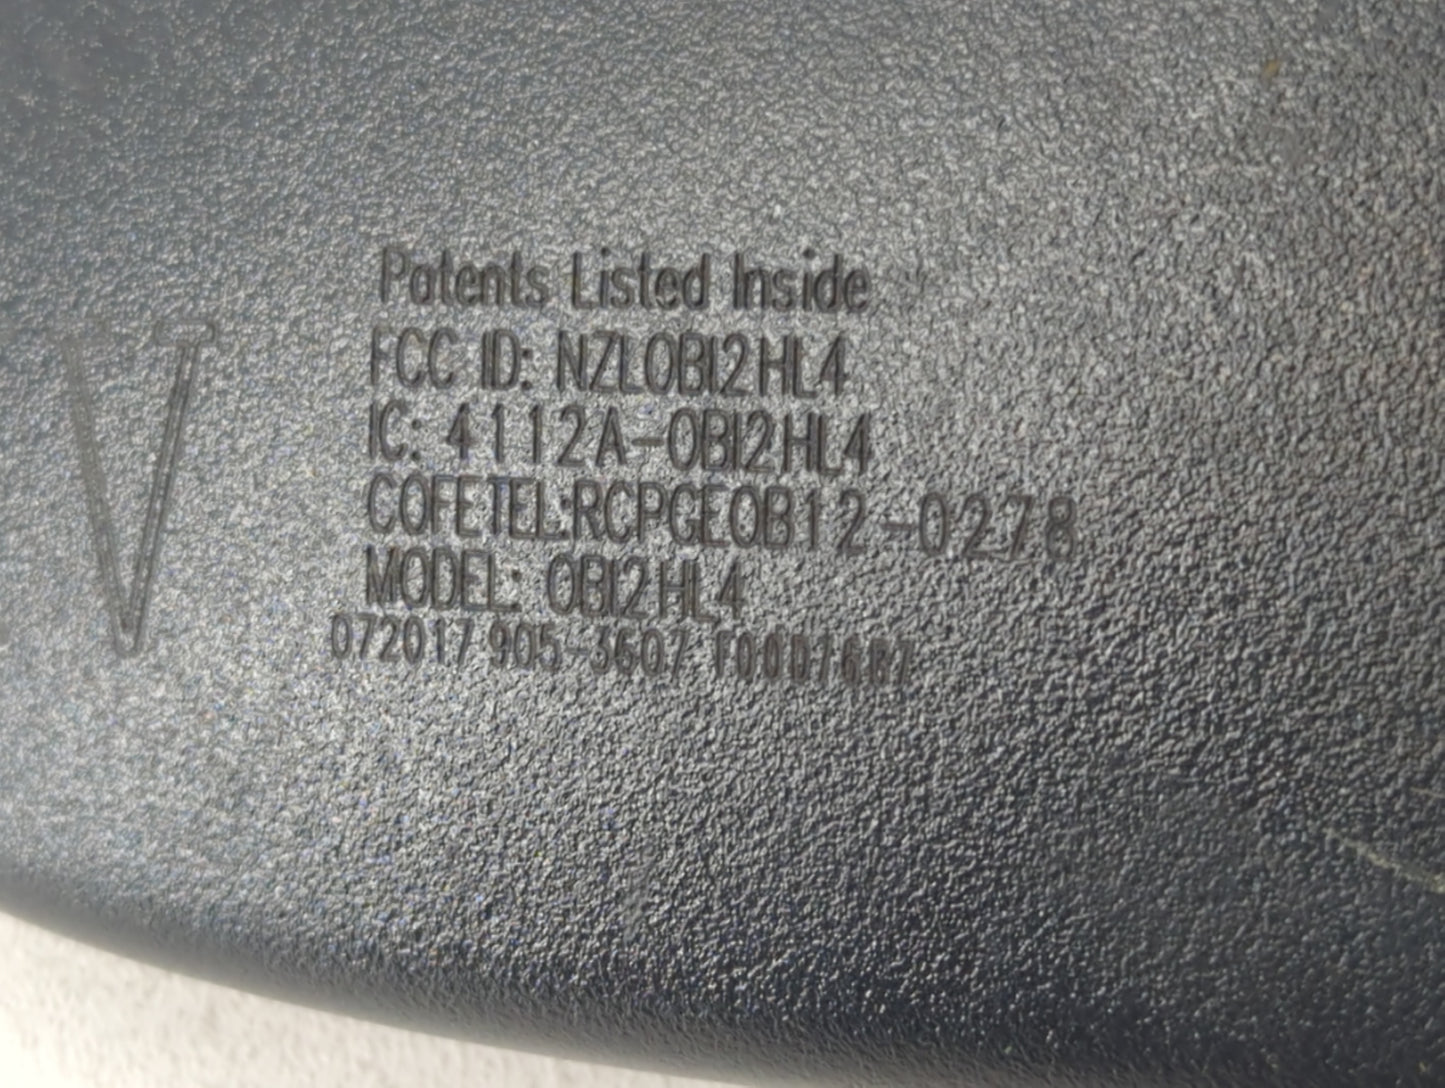 V
Patents Listed Inside
FCC ID: NZLOBI2HL4
IC: 4112A-OBI2HL4
COFETEL:RCPGEOB12-0278
MODEL: OBI2HL4
072017 905-3607